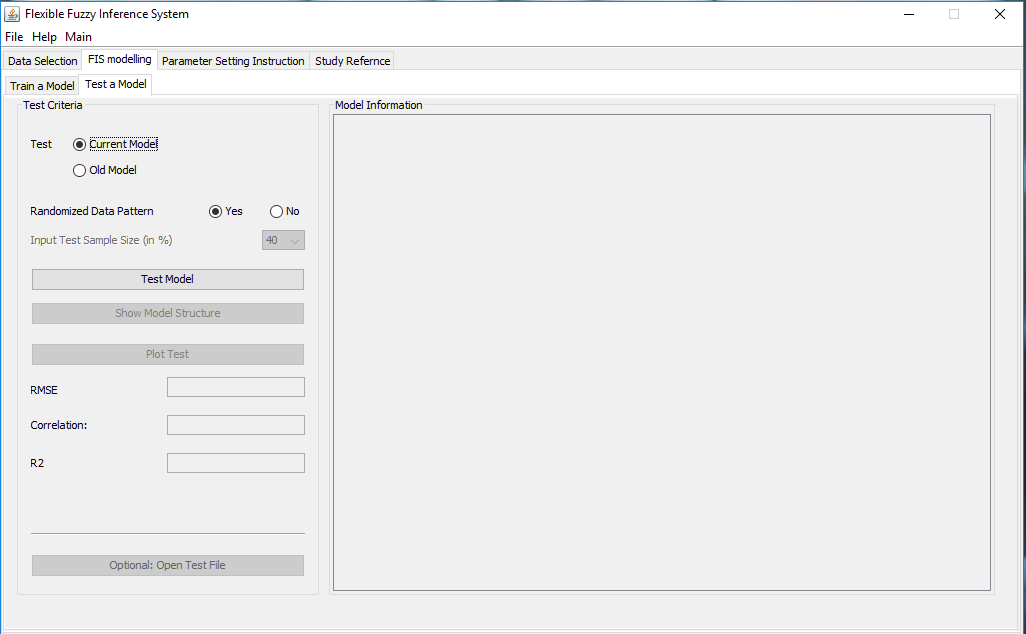 Flexible Fuzzy Inference System
File Help Main
Data Selection FIS modelling Parameter Setting Instruction Study Refernce
Train a Model Test a Model
Test Criteria
Test Current Model
Old Model
Randomized Data Pattern Yes No
Input Test Sample Size (in %) 40
Test Model
Show Model Structure
Plot Test
RMSE
Correlation:
R2
Optional: Open Test File
Model Information